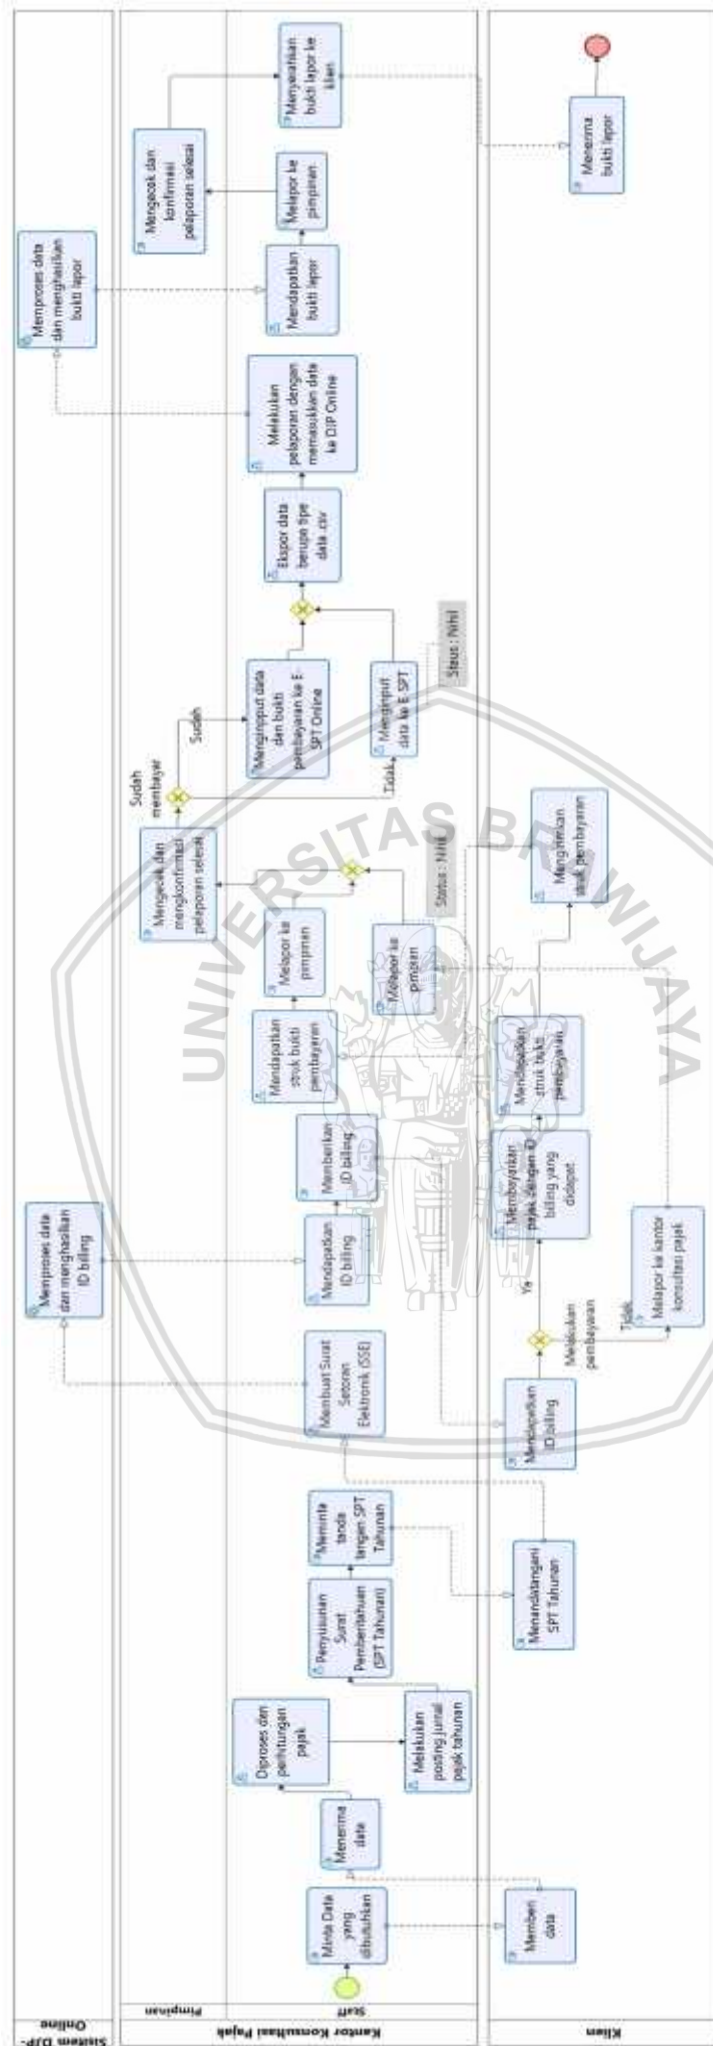 Sisitem DJP-
Online
Kantor Konsultasi Pajak
Pimpinan
Staff
Klien
Minta Data
yang
dibutuhkan
Memberi
data
Menerima
data
Diproses dan
perhitungan
pajak
Melakukan
posting jurnal
pajak tahunan
Penyusunan
Surat
Pemberitahuan
(SPT Tahunan)
Meminta
tanda
tangan SPT
Tahunan
Menandatangani
SPT Tahunan
Membuat Surat
Setoran
Elektronik (SSE)
Memproses data
dan menghasilkan
ID billing
Mendapatkan
ID billing
Memberikan
ID billing
Mendapatkan
ID billing
Melakukan
pembayaran
Ya
Tidak
Membayarkan
pajak dengan ID
billing yang
didapat
Melapor ke kantor
konsultasi pajak
Mendapatkan
struk bukti
pembayaran
Mengirimkan
struk pembayaran
Mendapatkan
struk bukti
pembayaran
Melapor ke
pimpinan
Melapor ke
pimpian
Status : Nihil
Mengecek dan
mengkonfirmasi
pelaporan selesai
Sudah
membayar
Sudah
Tidak
Menginpput data
dan bukti
pembayaran ke E-
SPT Online
Menginput
data ke E-SPT
Staus : Nihil
Ekspor data
berupa tipe
data .csv
Melakukan
pelaporan dengan
memasukkan data
ke DJP Online
Memproses data
dan menghasilkan
bukti lapor
Mendapatkan
bukti lapor
Melapor ke
pimpinan
Mengecek dan
konfirmasi
pelaporan selesai
Menyerahkan
bukti lapor ke
klien
Menerima
bukti lapor
UNIVERSITAS BRAWIJAYA